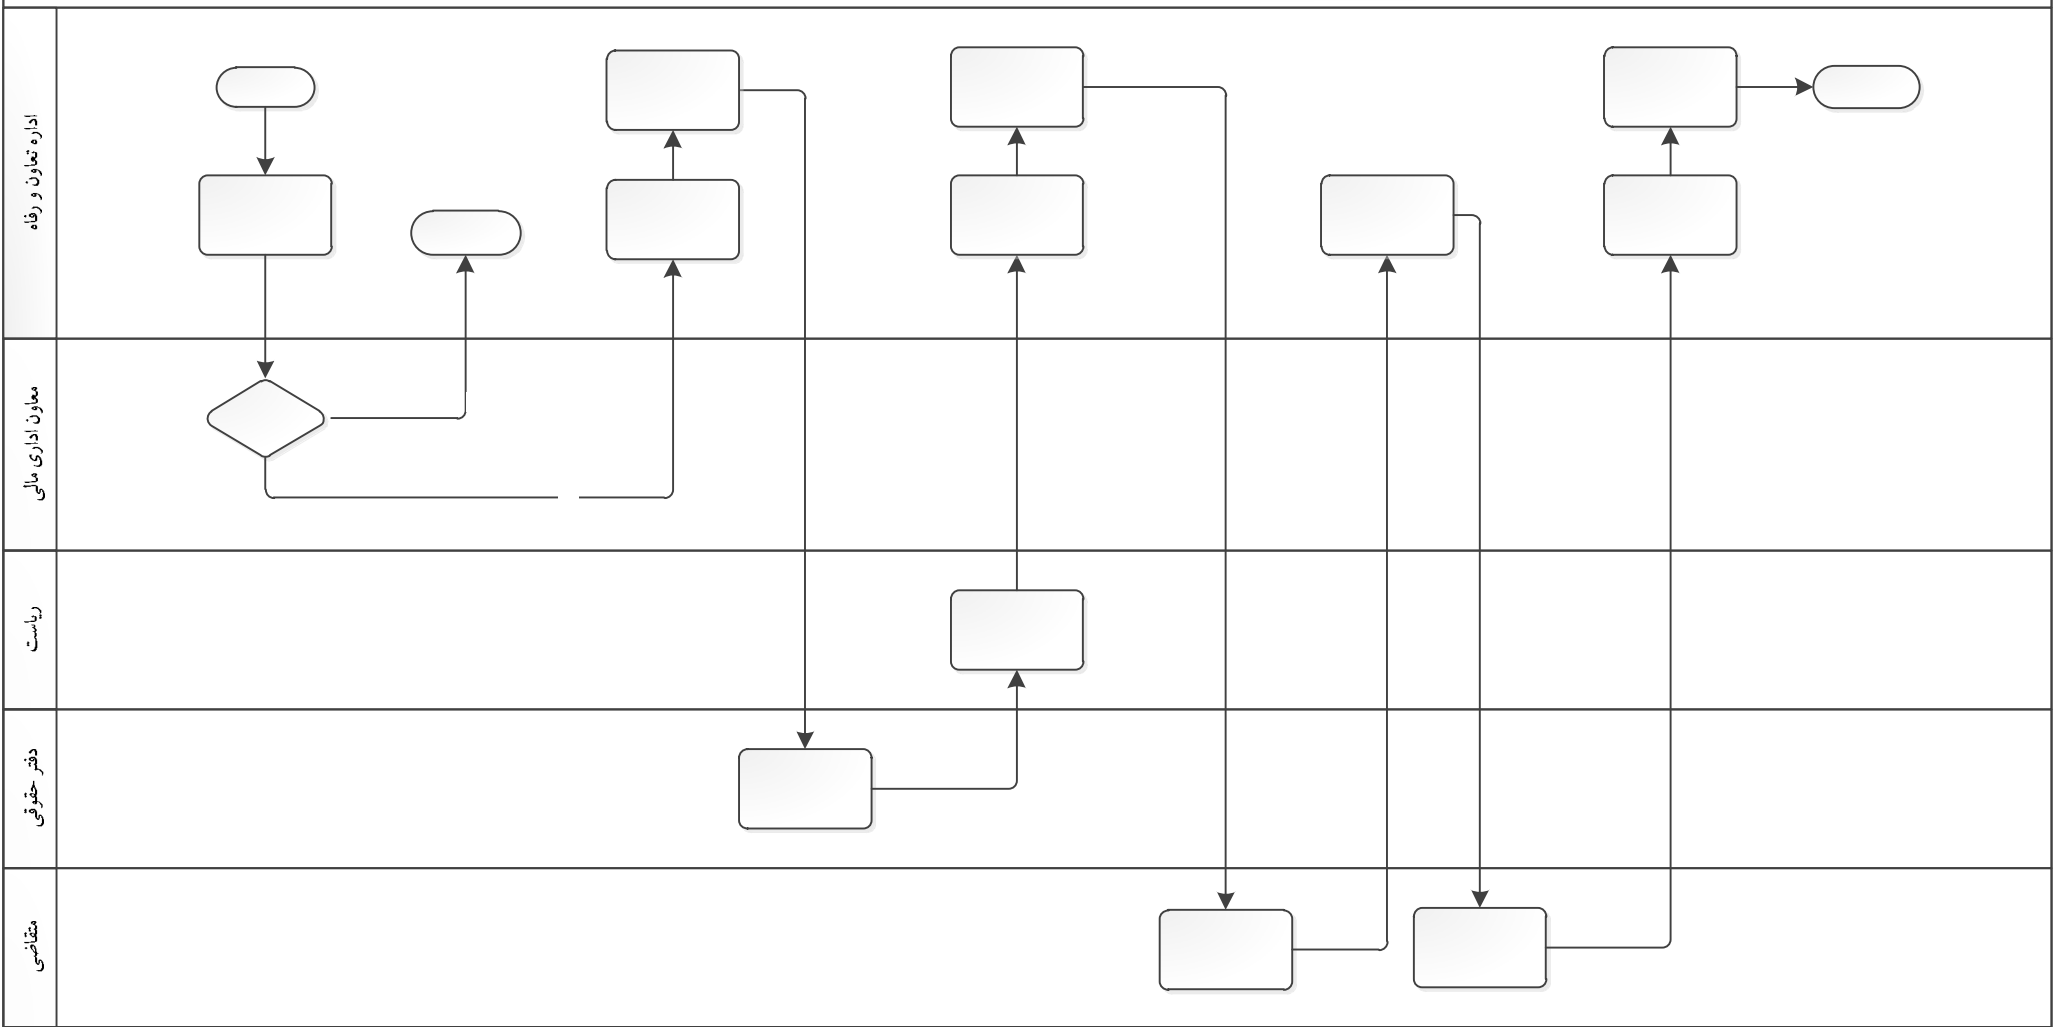 اداره تعاون و رفاه
معاون اداری مالی
ریاست
دفتر حقوقی
متقاضی